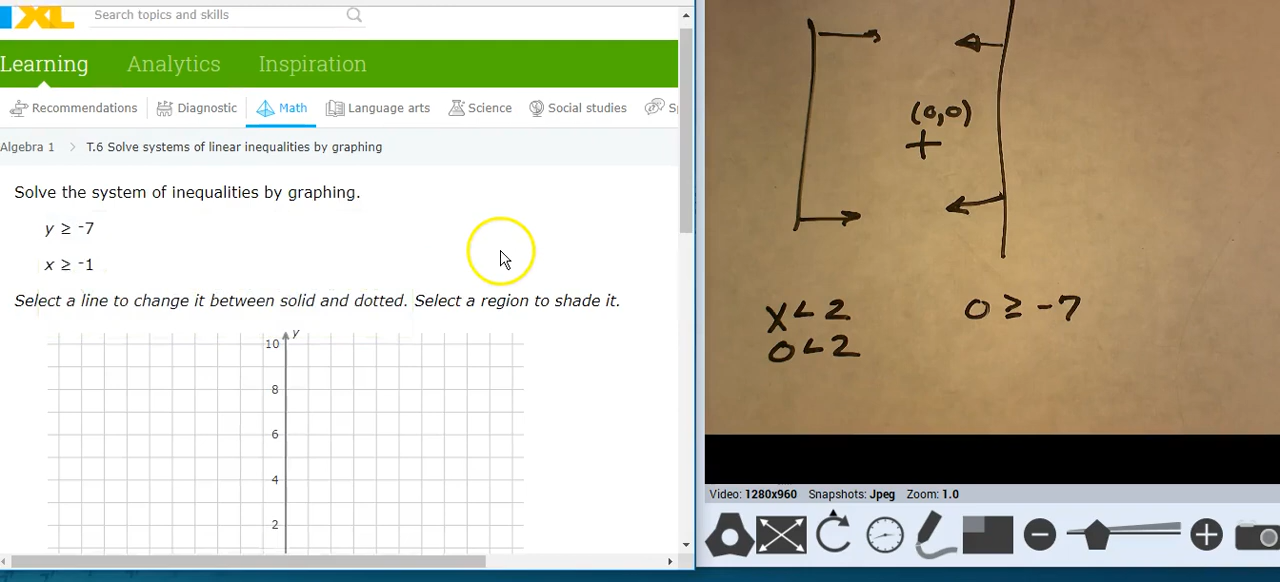 IXL
Search topics and skills
Learning Analytics Inspiration
Recommendations Diagnostic Math Language arts Science Social studies
Algebra 1 > T.6 Solve systems of linear inequalities by graphing
Solve the system of inequalities by graphing.
y ≥ -7
x ≥ -1
Select a line to change it between solid and dotted. Select a region to shade it.
y
10
8
6
4
2
(0,0)
x < 2
0 < 2
0 ≥ -7
Video: 1280x960 Snapshots: Jpeg Zoom: 1.0